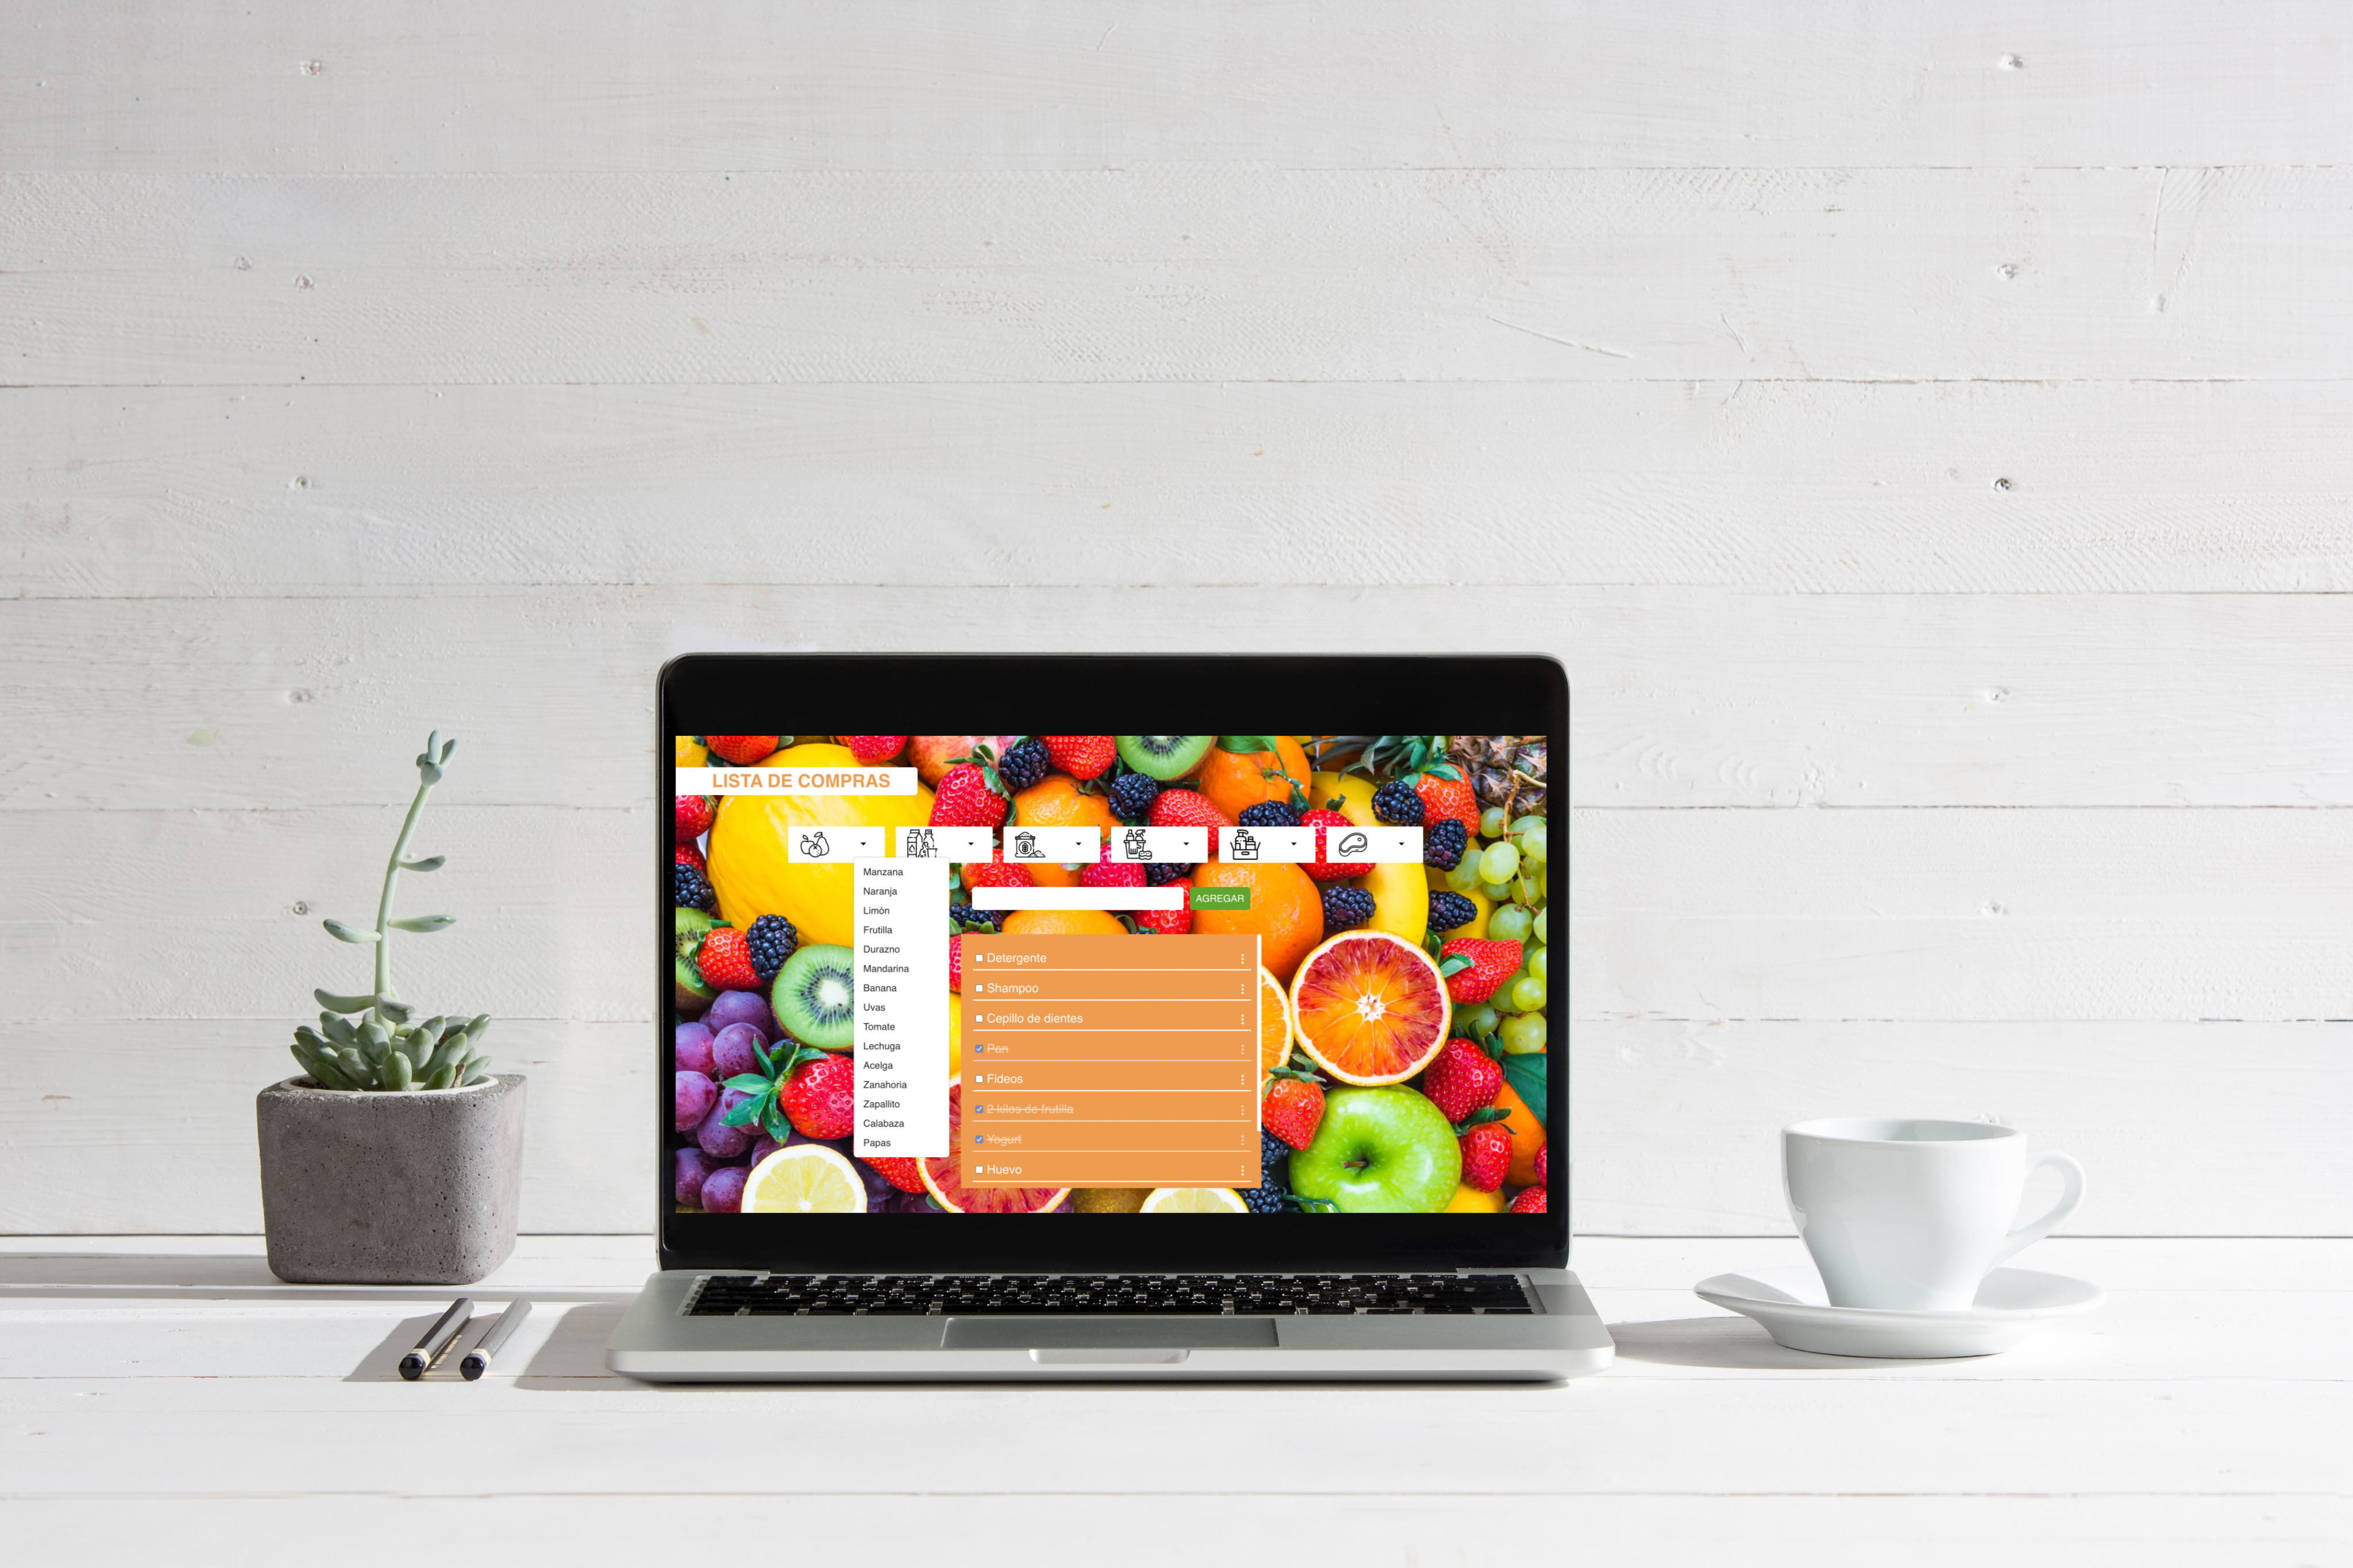 LISTA DE COMPRAS
Manzana
Naranja
Limón
Frutilla
Durazno
Mandarina
Banana
Uvas
Tomate
Lechuga
Acelga
Zanahoria
Zapallito
Calabaza
Papas
AGREGAR
Detergente
Shampoo
Cepillo de dientes
Pan
Fideos
2 kilos de frutilla
Yogurt
Huevo